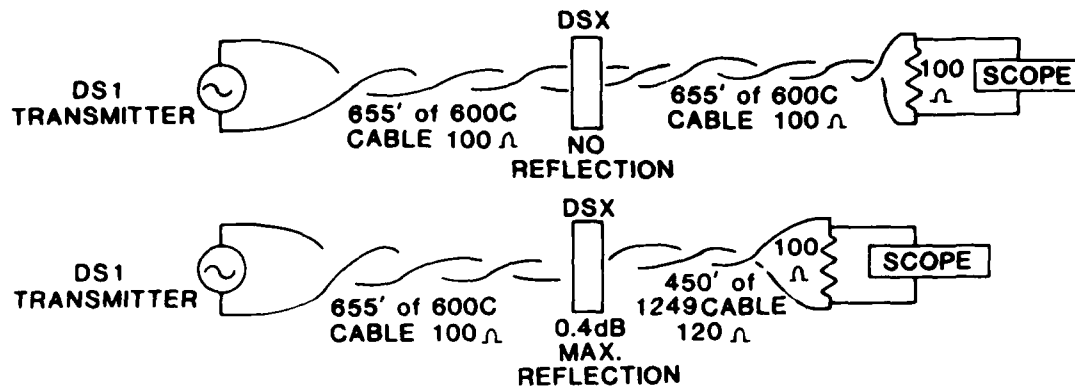 DSX
DS1
TRANSMITTER
655' of 600C
CABLE 100 Ω
NO
REFLECTION
655' of 600C
CABLE 100 Ω
100
Ω
SCOPE
DSX
DS1
TRANSMITTER
655' of 600C
CABLE 100 Ω
0.4dB
MAX.
REFLECTION
450' of
1249CABLE
120 Ω
100
Ω
SCOPE